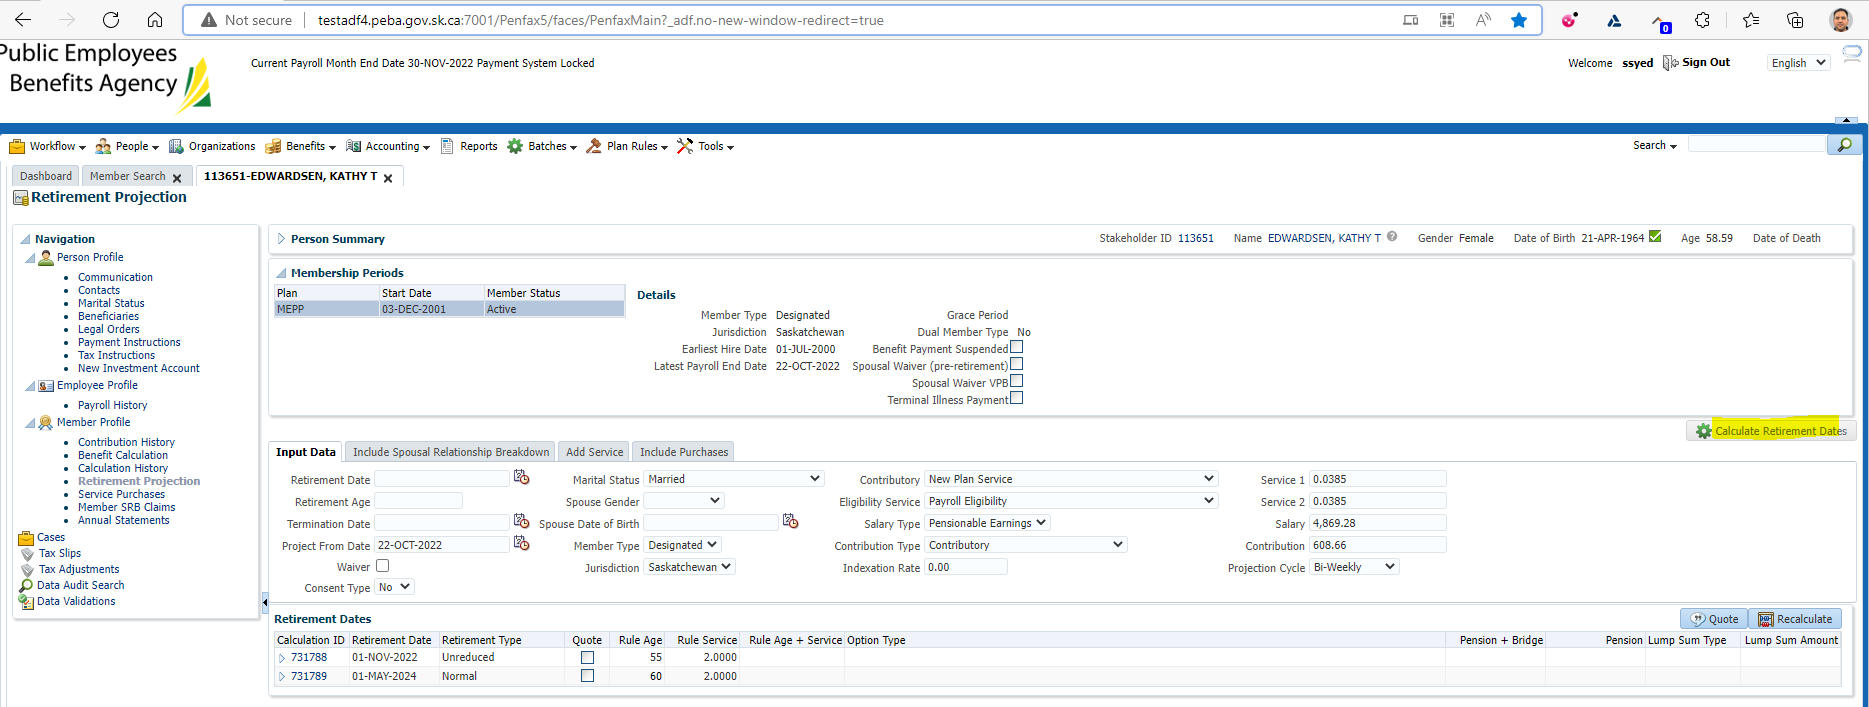 Not secure | testadf4.peba.gov.sk.ca:7001/Penfax5/faces/PenfaxMain?_adf.no-new-window-redirect=true
0
Public Employees
Benefits Agency
Current Payroll Month End Date 30-NOV-2022 Payment System Locked
Welcome ssyed Sign Out English
Workflow People Organizations Benefits Accounting Reports Batches Plan Rules Tools Search
Dashboard Member Search 113651-EDWARDSEN, KATHY T
Retirement Projection
Navigation
Person Profile
Communication
Contacts
Marital Status
Beneficiaries
Legal Orders
Payment Instructions
Tax Instructions
New Investment Account
Employee Profile
Payroll History
Member Profile
Contribution History
Benefit Calculation
Calculation History
Retirement Projection
Service Purchases
Member SRB Claims
Annual Statements
Cases
Tax Slips
Tax Adjustments
Data Audit Search
Data Validations
Person Summary Stakeholder ID 113651 Name EDWARDSEN, KATHY T Gender Female Date of Birth 21-APR-1964 Age 58.59 Date of Death
Membership Periods
Plan Start Date Member Status
MEPP 03-DEC-2001 Active
Details
Member Type Designated Grace Period
Jurisdiction Saskatchewan Dual Member Type No
Earliest Hire Date 01-JUL-2000 Benefit Payment Suspended
Latest Payroll End Date 22-OCT-2022 Spousal Waiver (pre-retirement)
Spousal Waiver VPB
Terminal Illness Payment
Calculate Retirement Dates
Input Data Include Spousal Relationship Breakdown Add Service Include Purchases
Retirement Date Marital Status Married Contributory New Plan Service Service 1 0.0385
Retirement Age Spouse Gender Eligibility Service Payroll Eligibility Service 2 0.0385
Termination Date Spouse Date of Birth Salary Type Pensionable Earnings Salary 4,869.28
Project From Date 22-OCT-2022 Member Type Designated Contribution Type Contributory Contribution 608.66
Waiver Jurisdiction Saskatchewan Indexation Rate 0.00 Projection Cycle Bi-Weekly
Consent Type No
Retirement Dates Quote Recalculate
Calculation ID Retirement Date Retirement Type Quote Rule Age Rule Service Rule Age + Service Option Type Pension + Bridge Pension Lump Sum Type Lump Sum Amount
731788 01-NOV-2022 Unreduced 55 2.0000
731789 01-MAY-2024 Normal 60 2.0000